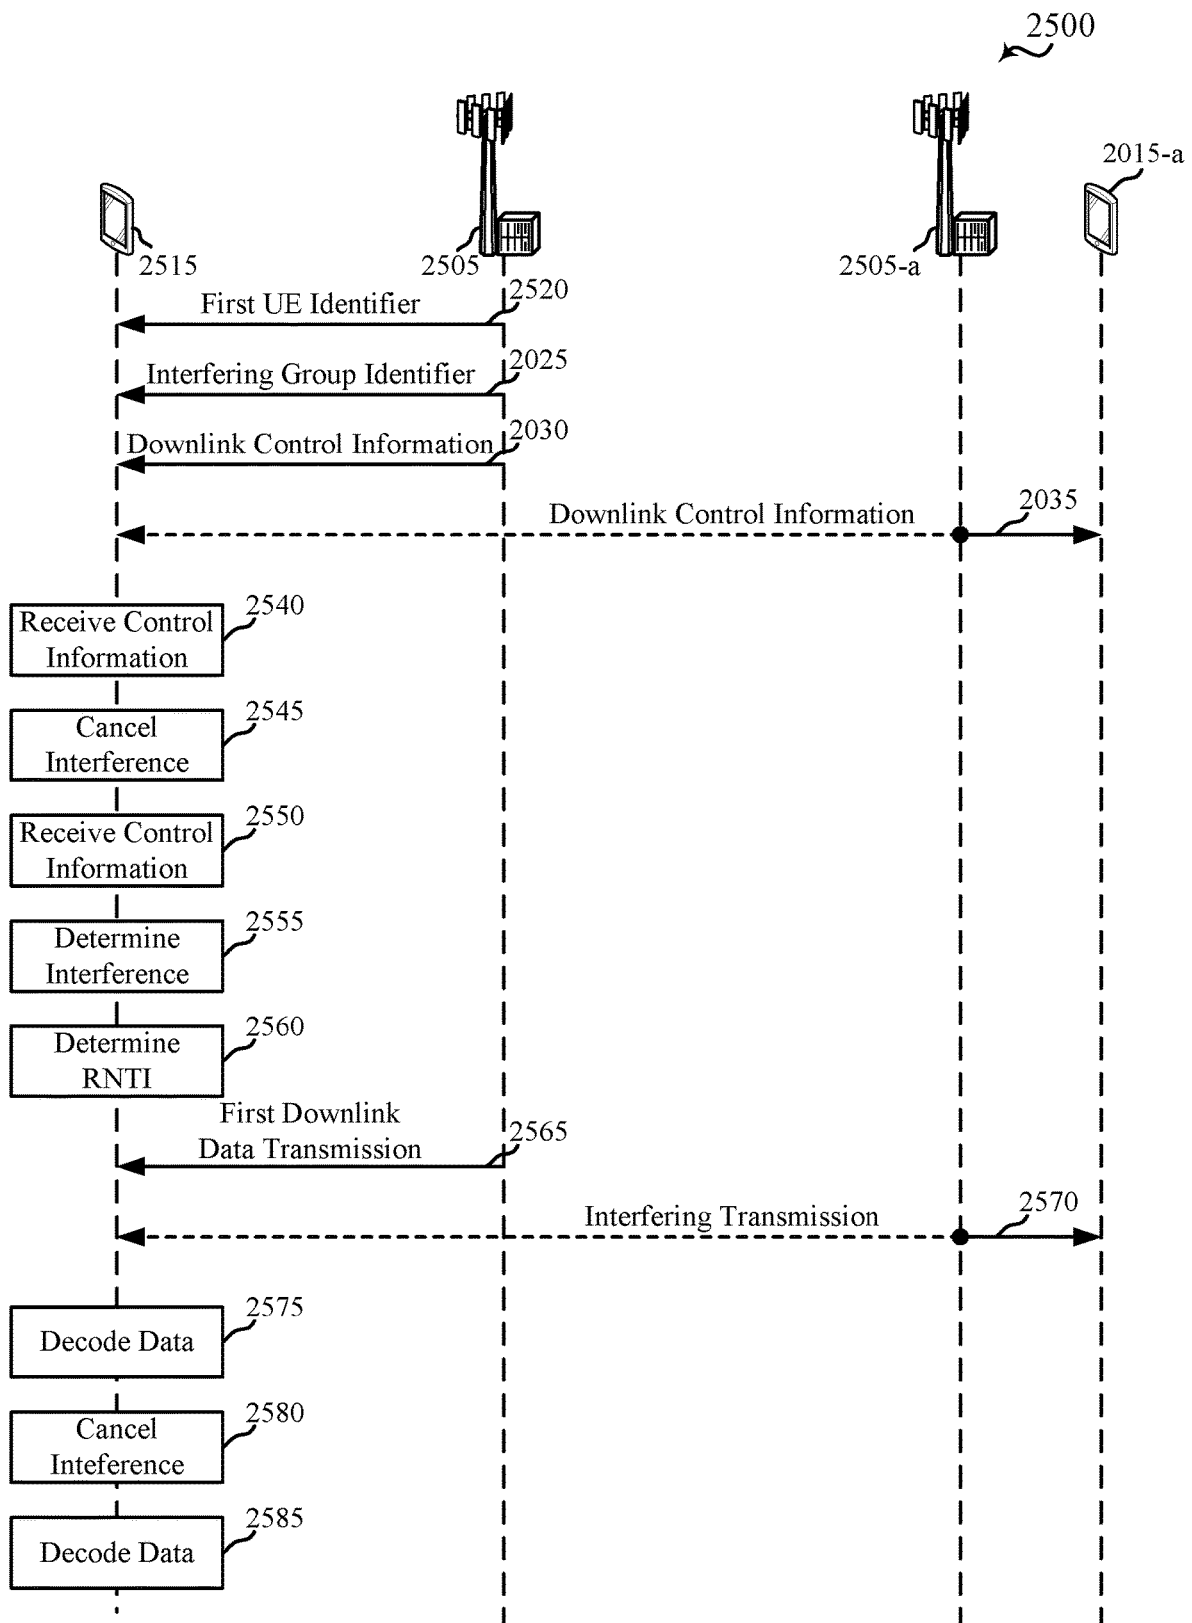 2500
2015-a
2515
2505
2505-a
First UE Identifier
2520
Interfering Group Identifier
2025
Downlink Control Information
2030
Downlink Control Information
2035
Receive Control
Information
2540
Cancel
Interference
2545
Receive Control
Information
2550
Determine
Interference
2555
Determine
RNTI
2560
First Downlink
Data Transmission
2565
Interfering Transmission
2570
Decode Data
2575
Cancel
Inteference
2580
Decode Data
2585